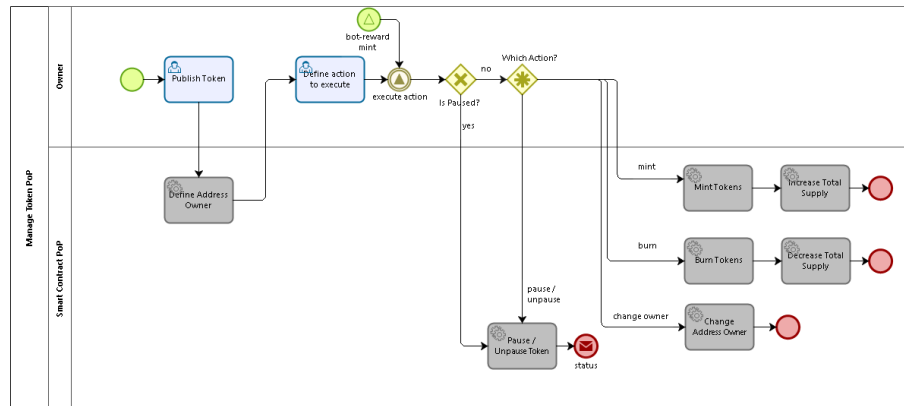 Manage Token PoP
Owner
Smart Contract PoP
bot-reward
mint
Publish Token
Define action
to execute
execute action
Is Paused?
no
yes
Which Action?
Define Address
Owner
mint
Mint Tokens
Increase Total
Supply
burn
Burn Tokens
Decrease Total
Supply
pause /
unpause
change owner
Change
Address Owner
Pause /
Unpause Token
status